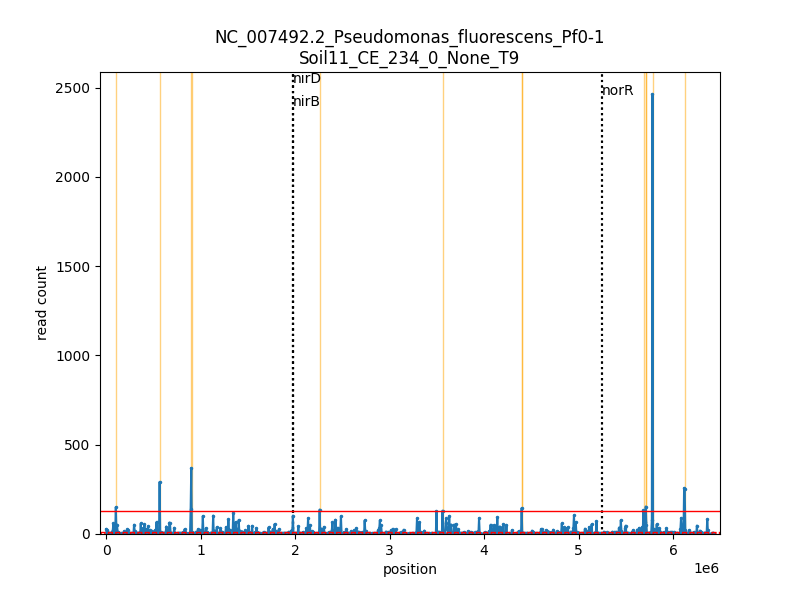 NC_007492.2_Pseudomonas_fluorescens_Pf0-1
Soil11_CE_234_0_None_T9
nirD
nirB
norR
2500
2000
1500
1000
500
0
read count
0 1 2 3 4 5 6
1e6
position